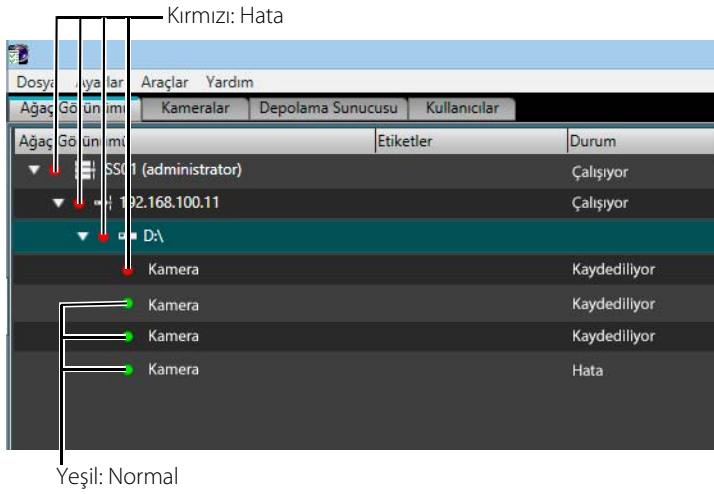 Kırmızı: Hata
Dosya Ayarlar Araçlar Yardım
Ağaç Görünümü Kameralar Depolama Sunucusu Kullanıcılar
Ağaç Görünümü Etiketler Durum
SS01 (administrator) Çalışıyor
192.168.100.11 Çalışıyor
D:\
Kamera Kaydediliyor
Kamera Kaydediliyor
Kamera Kaydediliyor
Kamera Hata
Yeşil: Normal